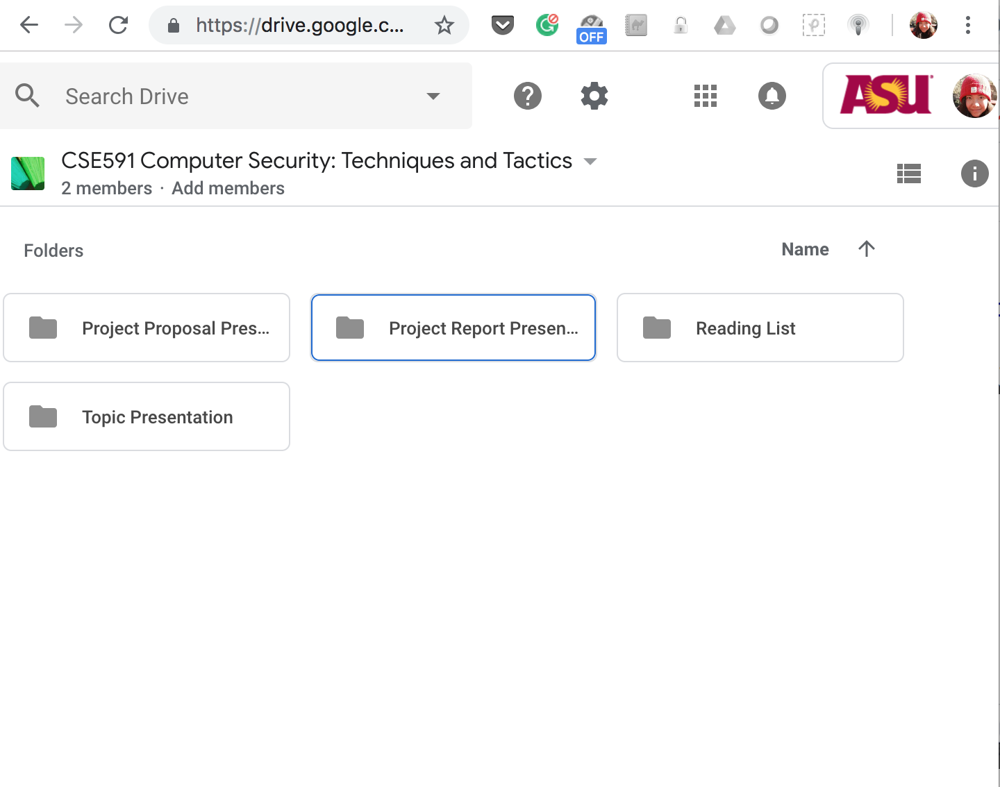 https://drive.google.c...
OFF
Search Drive
ASU
CSE591 Computer Security: Techniques and Tactics
2 members · Add members
Folders
Name
Project Proposal Pres...
Project Report Presen...
Reading List
Topic Presentation